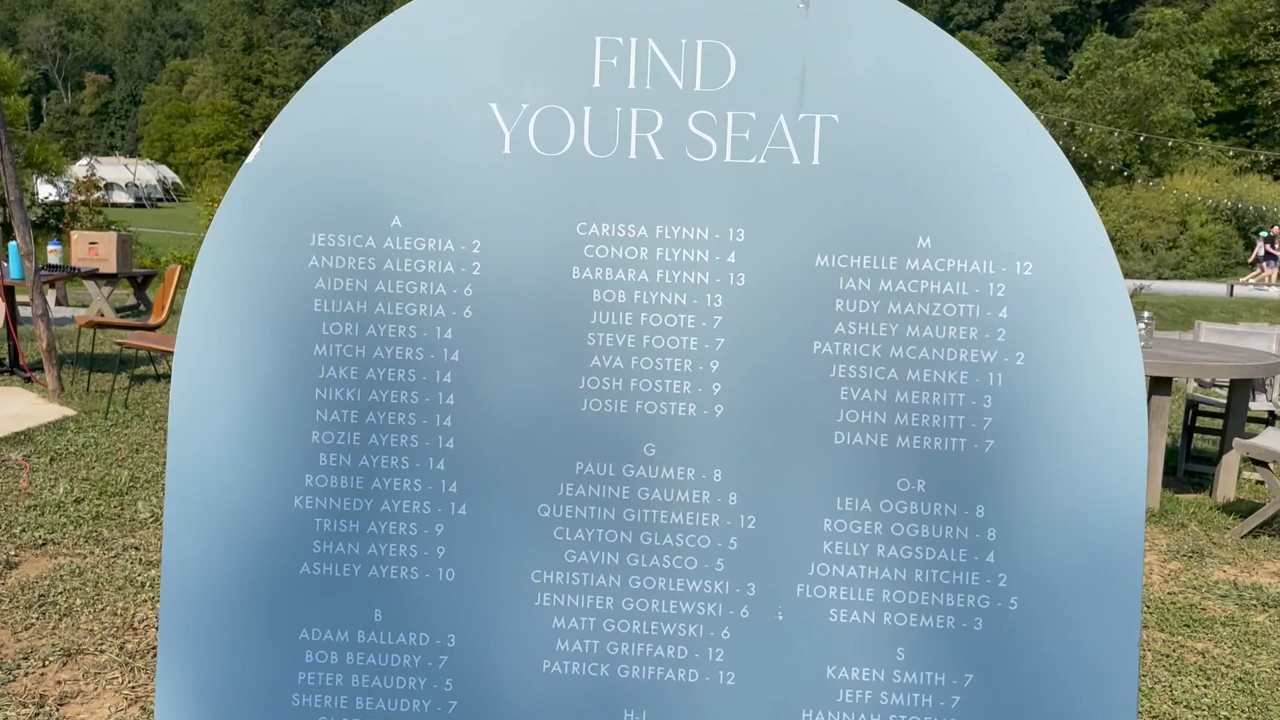 FIND
YOUR SEAT
A
JESSICA ALEGRIA - 2
ANDRES ALEGRIA - 2
AIDEN ALEGRIA - 6
ELIJAH ALEGRIA - 6
LORI AYERS - 14
MITCH AYERS - 14
JAKE AYERS - 14
NIKKI AYERS - 14
NATE AYERS - 14
ROZIE AYERS - 14
BEN AYERS - 14
ROBBIE AYERS - 14
KENNEDY AYERS - 14
TRISH AYERS - 9
SHAN AYERS - 9
ASHLEY AYERS - 10
B
ADAM BALLARD - 3
BOB BEAUDRY - 7
PETER BEAUDRY - 5
SHERIE BEAUDRY - 7
CARISSA FLYNN - 13
CONOR FLYNN - 4
BARBARA FLYNN - 13
BOB FLYNN - 13
JULIE FOOTE - 7
STEVE FOOTE - 7
AVA FOSTER - 9
JOSH FOSTER - 9
JOSIE FOSTER - 9
G
PAUL GAUMER - 8
JEANINE GAUMER - 8
QUENTIN GITTEMEIER - 12
CLAYTON GLASCO - 5
GAVIN GLASCO - 5
CHRISTIAN GORLEWSKI - 3
JENNIFER GORLEWSKI - 6
MATT GORLEWSKI - 6
MATT GRIFFARD - 12
PATRICK GRIFFARD - 12
M
MICHELLE MACPHAIL - 12
IAN MACPHAIL - 12
RUDY MANZOTTI - 4
ASHLEY MAURER - 2
PATRICK MCANDREW - 2
JESSICA MENKE - 11
EVAN MERRITT - 3
JOHN MERRITT - 7
DIANE MERRITT - 7
O-R
LEIA OGBURN - 8
ROGER OGBURN - 8
KELLY RAGSDALE - 4
JONATHAN RITCHIE - 2
FLORELLE RODENBERG - 5
SEAN ROEMER - 3
S
KAREN SMITH - 7
JEFF SMITH - 7
HANNAH